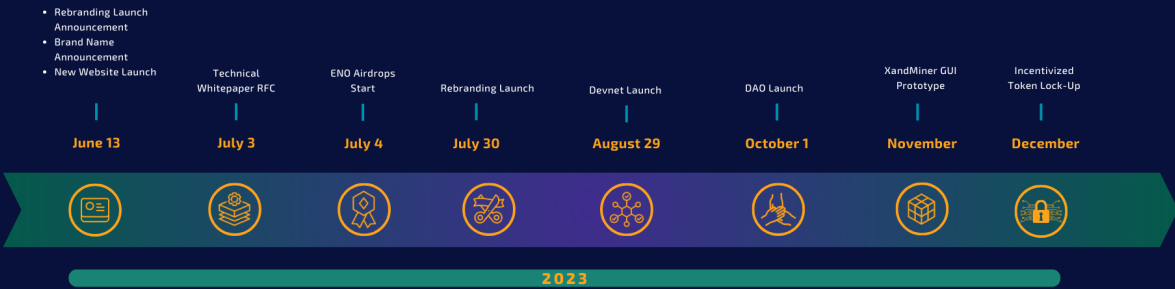 • Rebranding Launch
Announcement
• Brand Name
Announcement
• New Website Launch
June 13
Technical
Whitepaper RFC
July 3
ENO Airdrops
Start
July 4
Rebranding Launch
July 30
Devnet Launch
August 29
DAO Launch
October 1
XandMiner GUI
Prototype
November
Incentivized
Token Lock-Up
December
2023